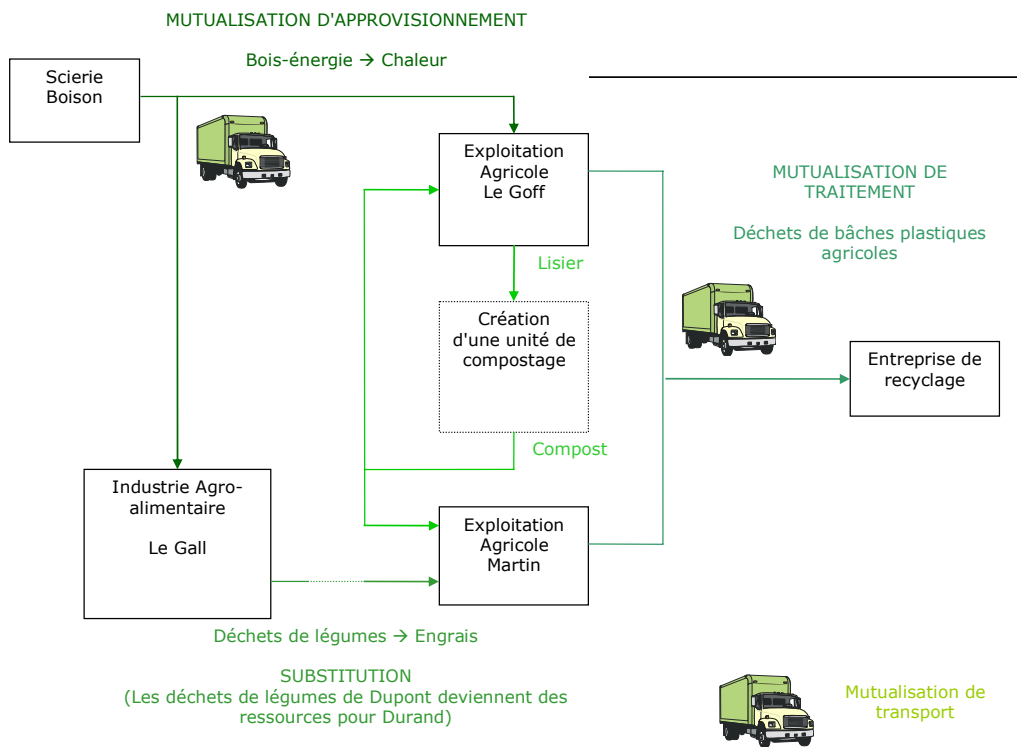 MUTUALISATION D'APPROVISIONNEMENT
Bois-énergie → Chaleur
Scierie
Boison
Exploitation
Agricole
Le Goff
MUTUALISATION DE
TRAITEMENT
Déchets de bâches plastiques
agricoles
Lisier
Création
d'une unité de
compostage
Entreprise de
recyclage
Compost
Industrie Agro-
alimentaire
Le Gall
Exploitation
Agricole
Martin
Déchets de légumes → Engrais
SUBSTITUTION
(Les déchets de légumes de Dupont deviennent des
ressources pour Durand)
Mutualisation de
transport